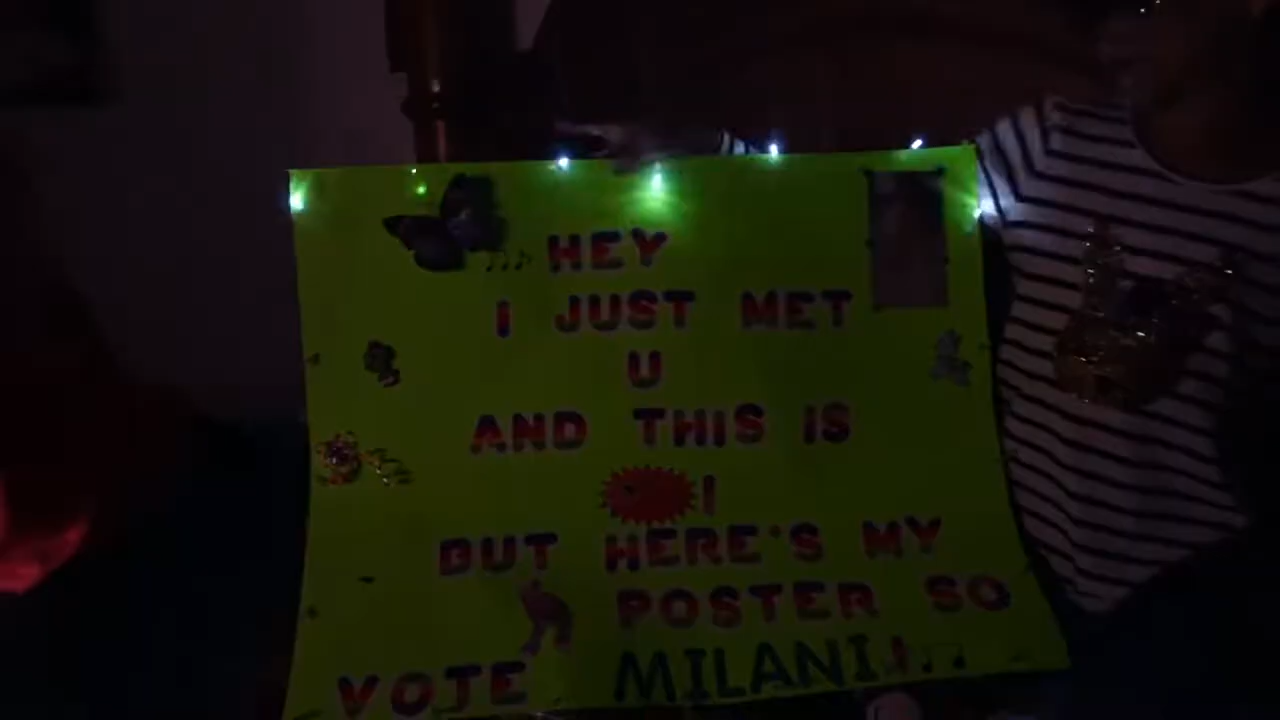 HEY
I JUST MET
U
AND THIS IS
I
BUT HERE'S MY
POSTER SO
VOTE MILANI!